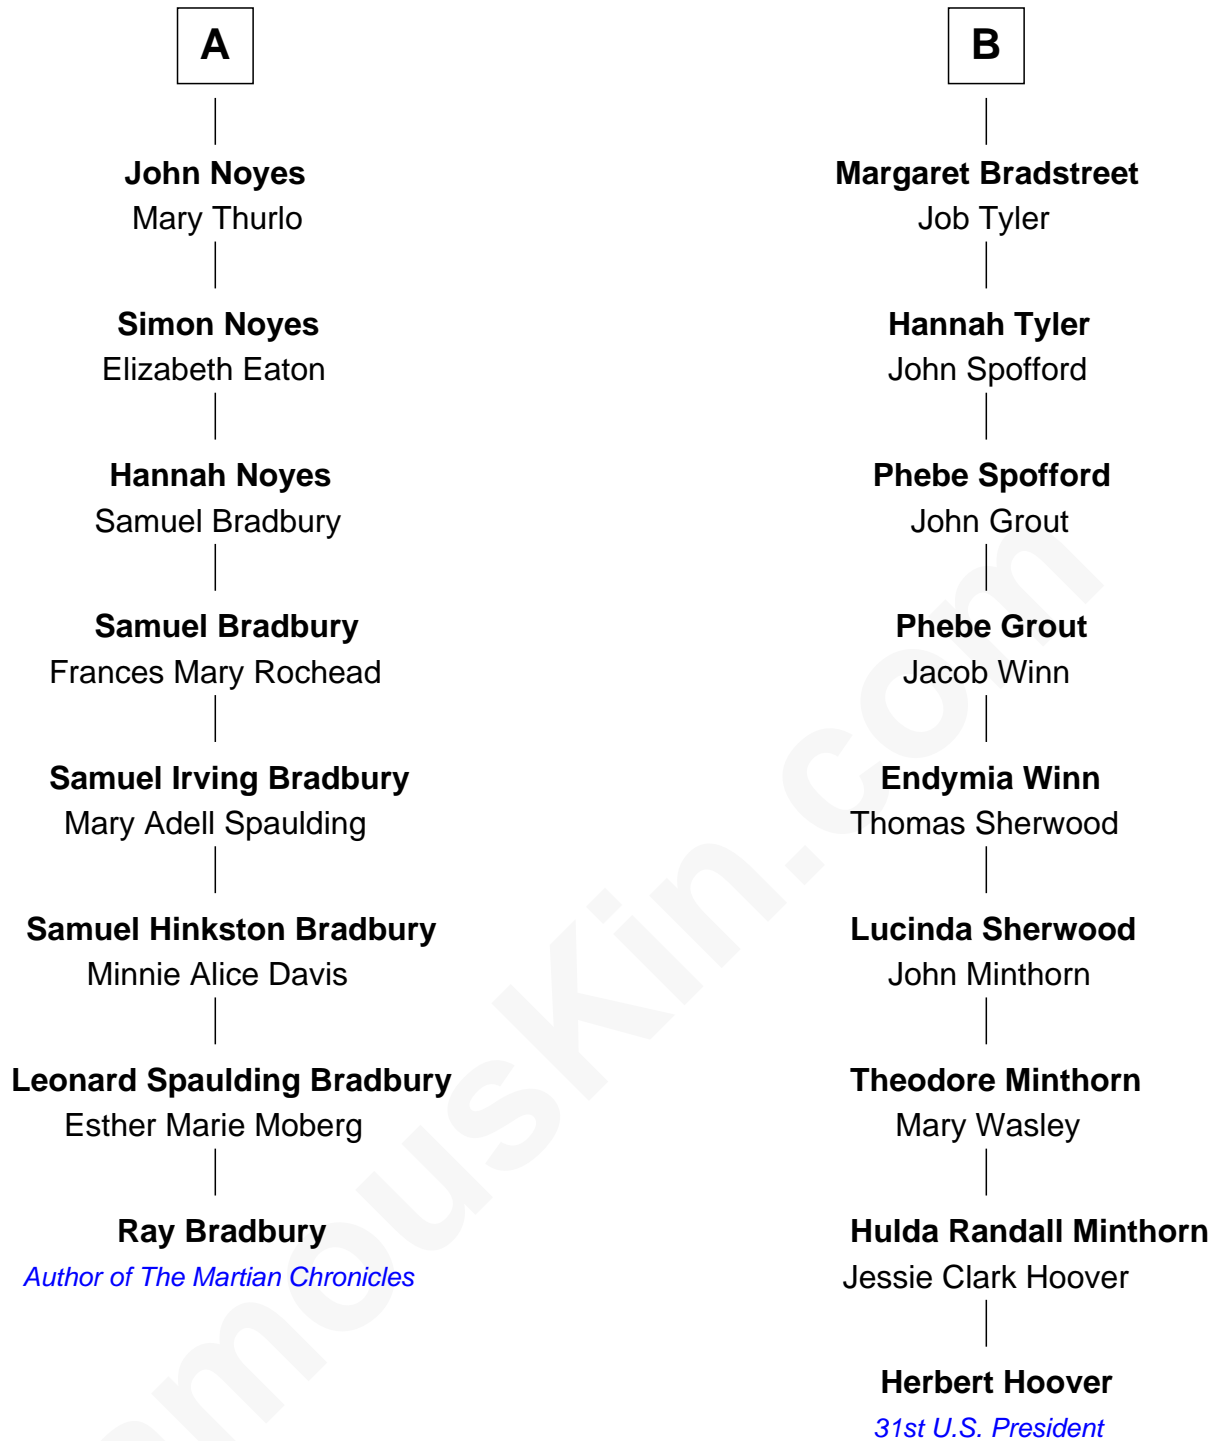 A
John Noyes
Mary Thurlo
Simon Noyes
Elizabeth Eaton
Hannah Noyes
Samuel Bradbury
Samuel Bradbury
Frances Mary Rochead
Samuel Irving Bradbury
Mary Adell Spaulding
Samuel Hinkston Bradbury
Minnie Alice Davis
Leonard Spaulding Bradbury
Esther Marie Moberg
Ray Bradbury
Author of The Martian Chronicles
B
Margaret Bradstreet
Job Tyler
Hannah Tyler
John Spofford
Phebe Spofford
John Grout
Phebe Grout
Jacob Winn
Endymia Winn
Thomas Sherwood
Lucinda Sherwood
John Minthorn
Theodore Minthorn
Mary Wasley
Hulda Randall Minthorn
Jessie Clark Hoover
Herbert Hoover
31st U.S. President
amouskin.com